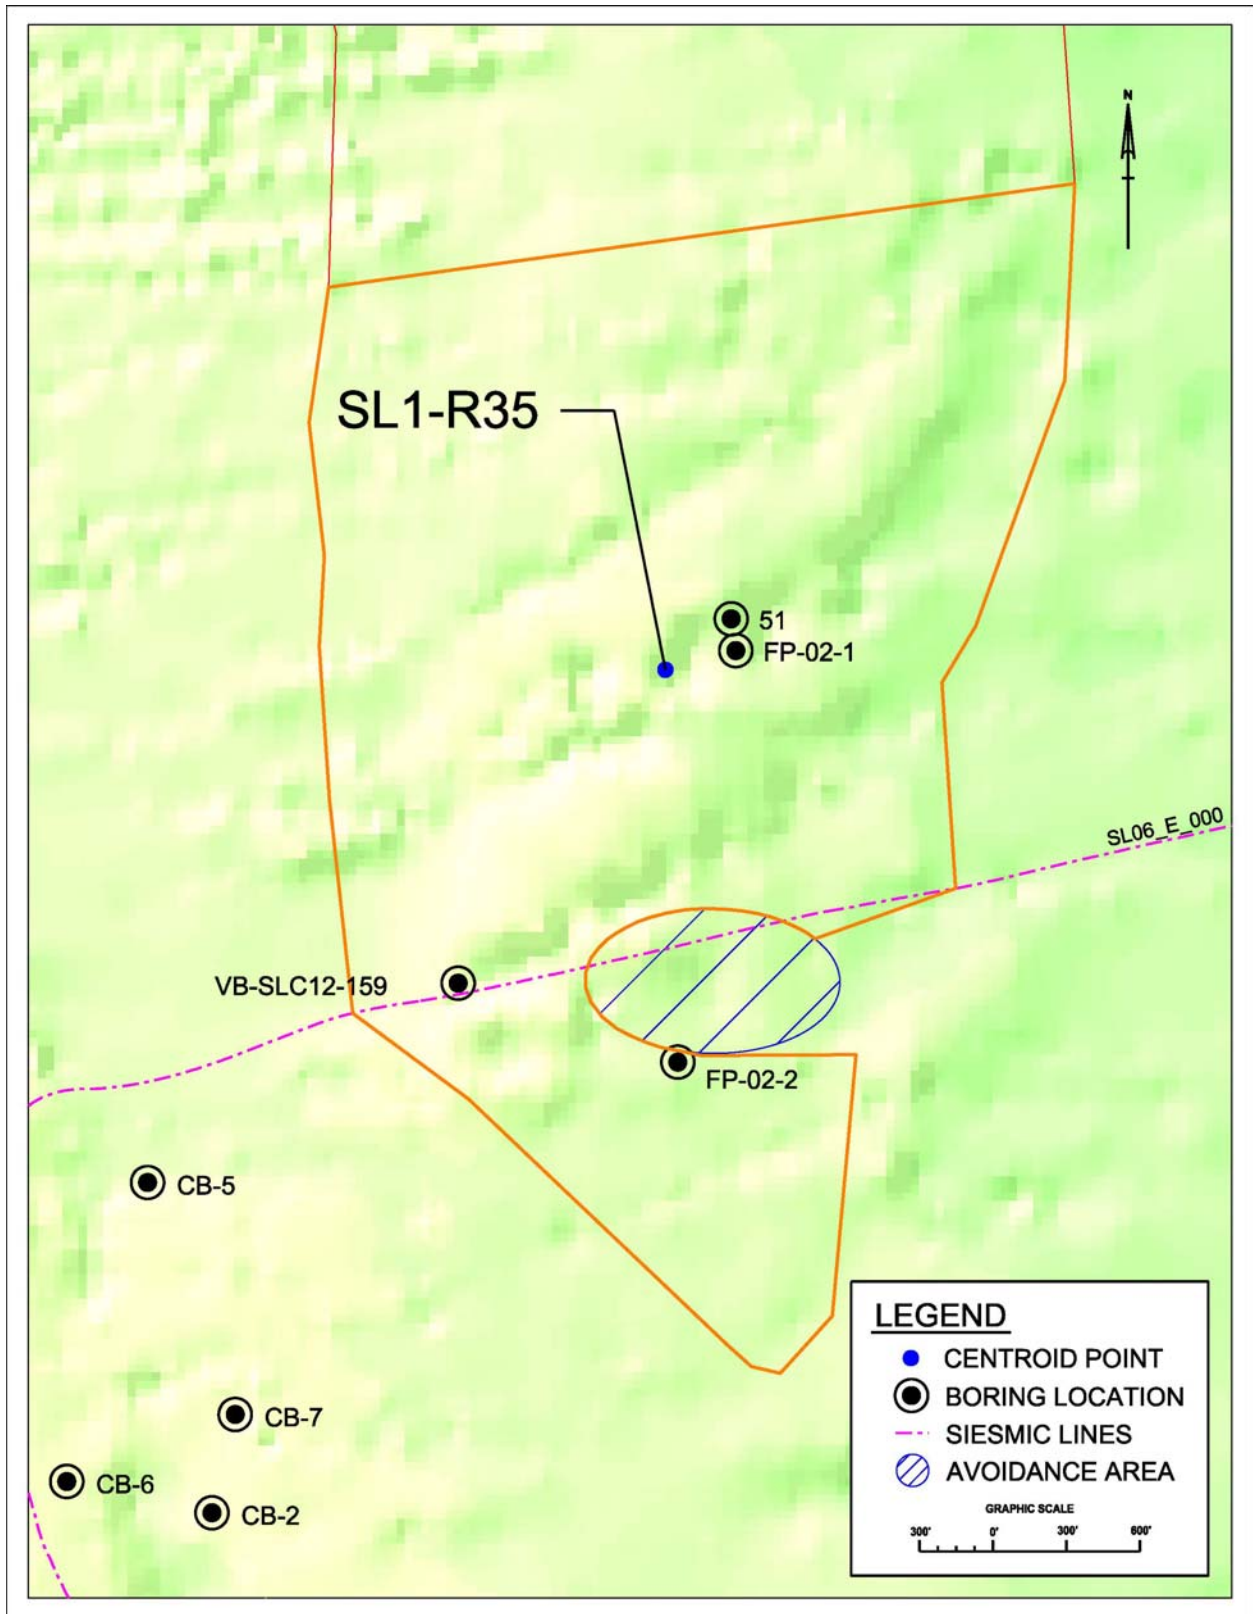 N
SL1-R35
51
FP-02-1
SL06_E_000
VB-SLC12-159
FP-02-2
CB-5
CB-7
CB-6
CB-2
LEGEND
CENTROID POINT
BORING LOCATION
SIESMIC LINES
AVOIDANCE AREA
GRAPHIC SCALE
300' 0' 300' 600'